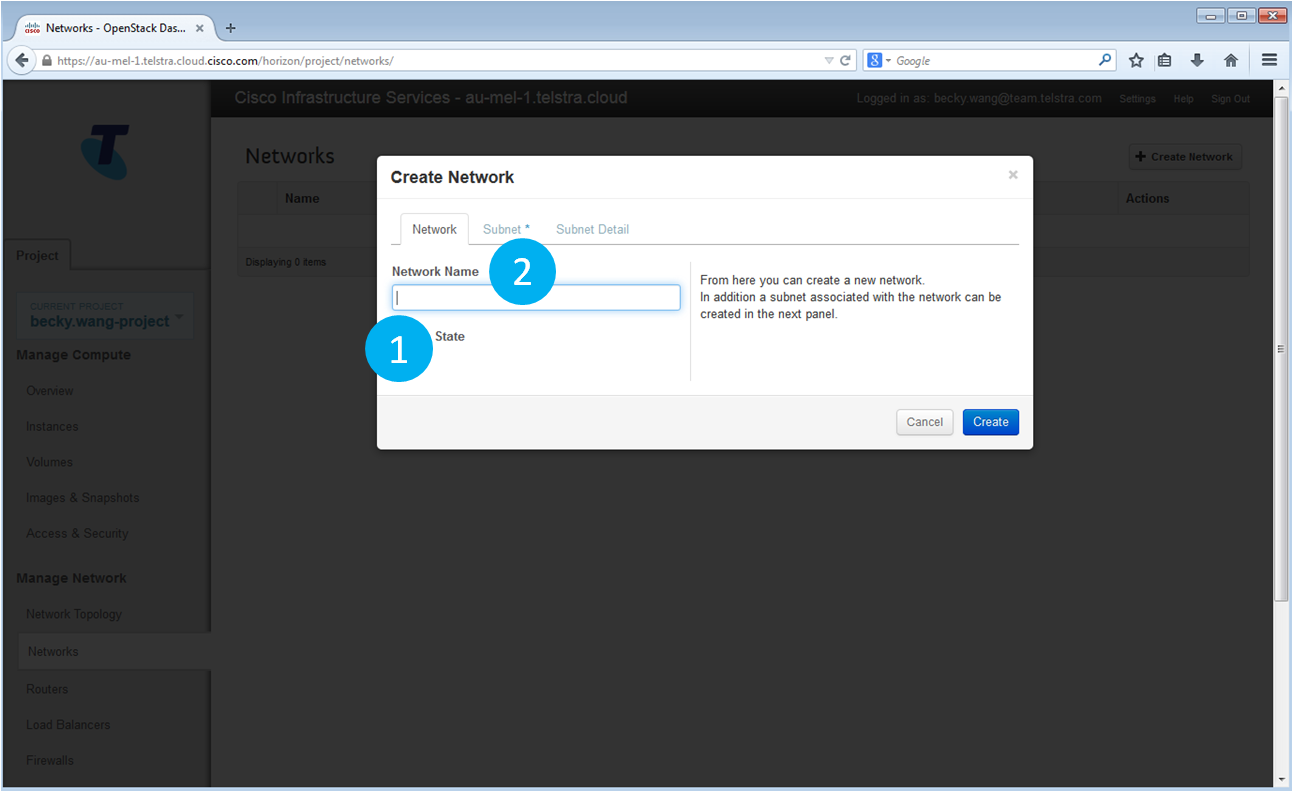 Networks - OpenStack Das...
https://au-mel-1.telstra.cloud.cisco.com/horizon/project/networks/
Google
Cisco Infrastructure Services - au-mel-1.telstra.cloud
Logged in as: becky.wang@team.telstra.com Settings Help Sign Out
T
Networks
+ Create Network
Name
Actions
Displaying 0 items
Project
CURRENT PROJECT
becky.wang-project
Manage Compute
Overview
Instances
Volumes
Images & Snapshots
Access & Security
Manage Network
Network Topology
Networks
Routers
Load Balancers
Firewalls
Create Network
Network Subnet * Subnet Detail
Network Name
2
1
State
From here you can create a new network.
In addition a subnet associated with the network can be
created in the next panel.
Cancel Create